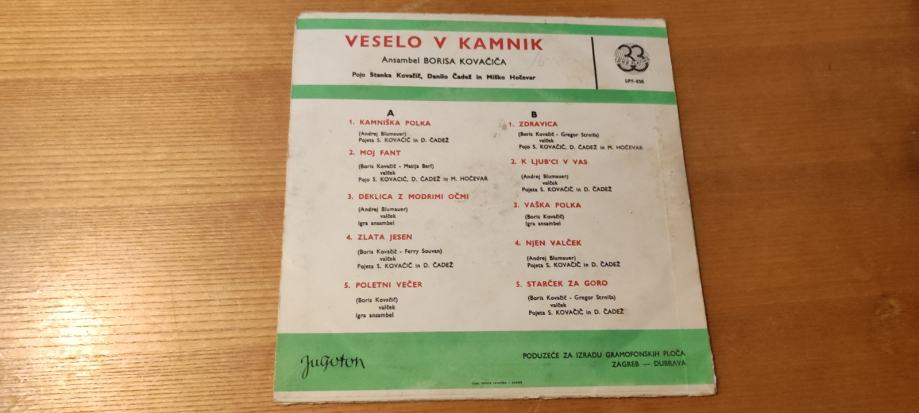 VESELO V KAMNIK
Ansambel BORISA KOVAČIČA
Pojo Stanka Kovačič, Danilo Čadež in Miško Hočevar
33
LPY-656
A
1. KAMNIŠKA POLKA
(Andrej Blumauer)
Pojeta S. KOVAČIČ in D. ČADEŽ
2. MOJ FANT
(Boris Kovačič - Matija Barl)
valček
Pojo S. KOVAČIČ, D. ČADEŽ in M. HOČEVAR
3. DEKLICA Z MODRIMI OČMI
(Andrej Blumauer)
valček
Igra ansambel
4. ZLATA JESEN
(Boris Kovačič - Ferry Souvan)
valček
Pojeta S. KOVAČIČ in D. ČADEŽ
5. POLETNI VEČER
(Boris Kovačič)
valček
Igra ansambel
B
1. ZDRAVICA
(Boris Kovačič - Gregor Strniša)
valček
Pojo S. KOVAČIČ, D. ČADEŽ in M. HOČEVAR
2. K LJUB'CI V VAS
(Andrej Blumauer)
valček
Pojeta S. KOVAČIČ in D. ČADEŽ
3. VAŠKA POLKA
(Boris Kovačič)
Igra ansambel
4. NJEN VALČEK
(Andrej Blumauer)
Pojeta S. KOVAČIČ in D. ČADEŽ
5. STARČEK ZA GORO
(Boris Kovačič - Gregor Strniša)
valček
Pojeta S. KOVAČIČ in D. ČADEŽ
Jugoton
PODUZEĆE ZA IZRADU GRAMOFONSKIH PLOČA
ZAGREB — DUBRAVA